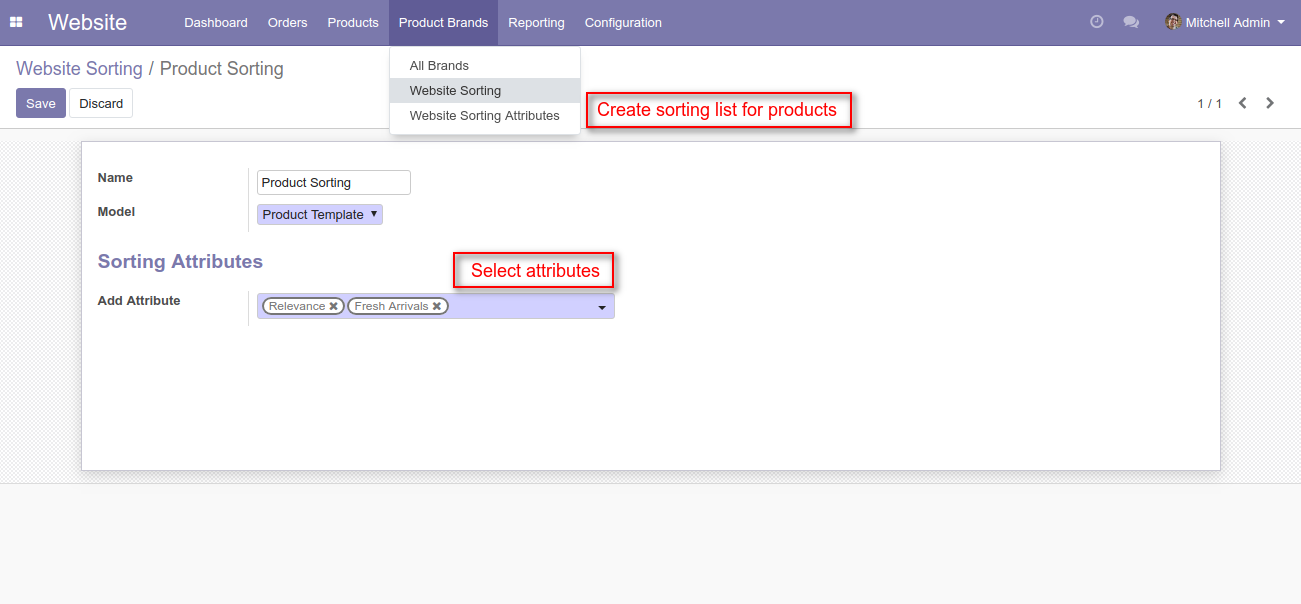 Website Dashboard Orders Products Product Brands Reporting Configuration Mitchell Admin
Website Sorting / Product Sorting
All Brands
Website Sorting
Website Sorting Attributes
Save Discard
Create sorting list for products
1 / 1
Name Product Sorting
Model Product Template
Sorting Attributes
Select attributes
Add Attribute Relevance Fresh Arrivals